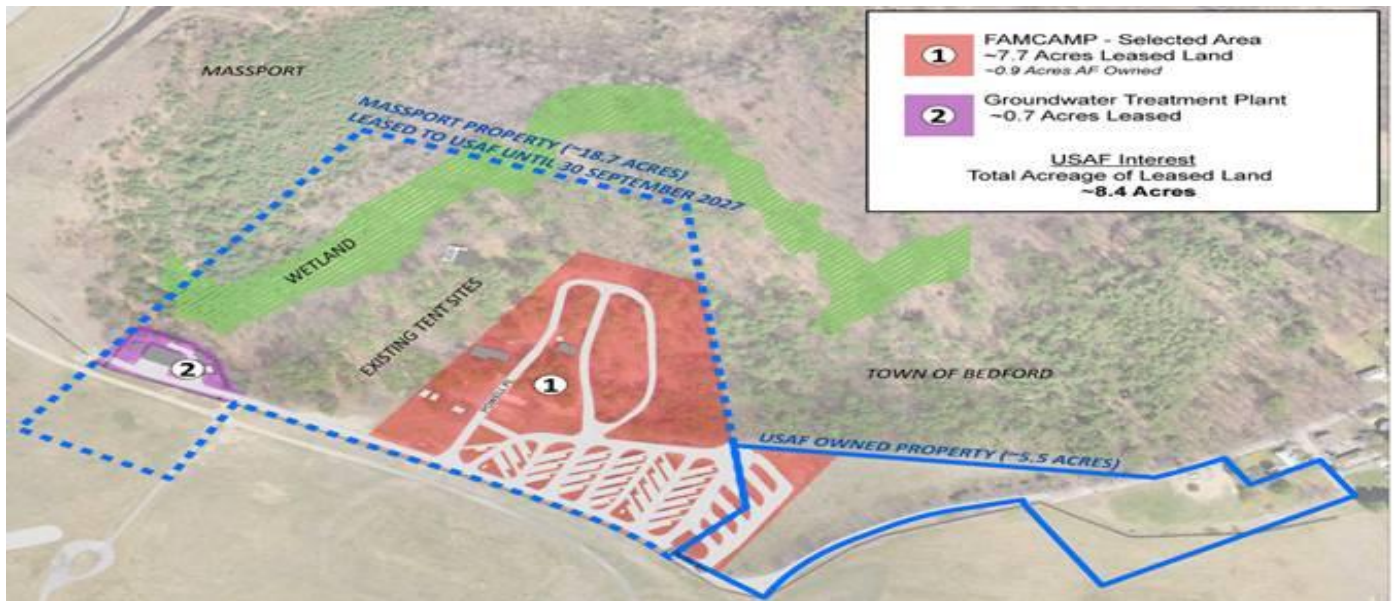 MASSPORT
MASSPORT PROPERTY (~18.7 ACRES)
LEASED TO USAF UNTIL 30 SEPTEMBER 2027
WETLAND
EXISTING TENT SITES
TOWN OF BEDFORD
USAF OWNED PROPERTY (~5.5 ACRES)
1
2
1
FAMCAMP - Selected Area
~7.7 Acres Leased Land
~0.9 Acres AF Owned
2
Groundwater Treatment Plant
~0.7 Acres Leased
USAF Interest
Total Acreage of Leased Land
~8.4 Acres